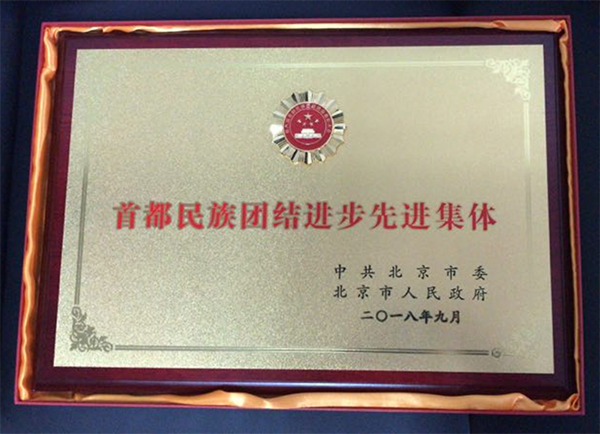 首都民族团结进步先进集体
中共北京市委
北京市人民政府
二〇一八年九月